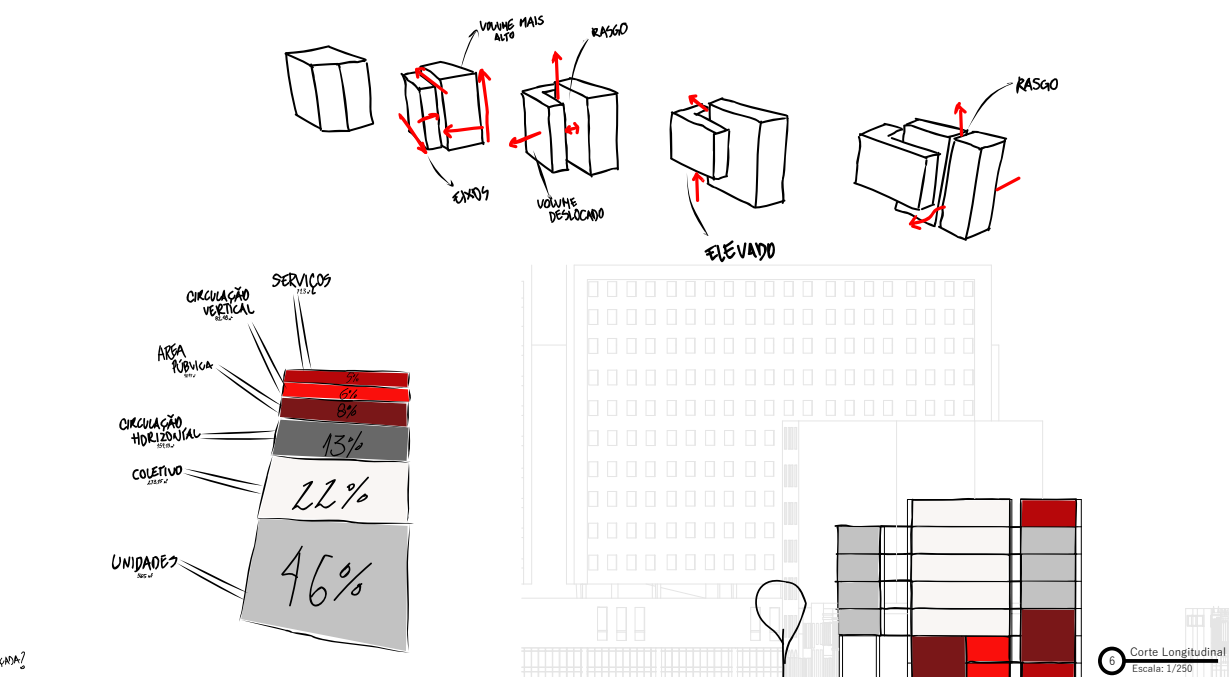 VOLUME MAIS
ALTO
RASGO
EIXOS
VOLUME
DESLOCADO
ELEVADO
RASGO
SERVIÇOS
CIRCULAÇÃO
VERTICAL
ÁREA
PÚBLICA
CIRCULAÇÃO
HORIZONTAL
COLETIVO
UNIDADES
5%
6%
8%
13%
22%
46%
6
Corte Longitudinal
Escala: 1/250